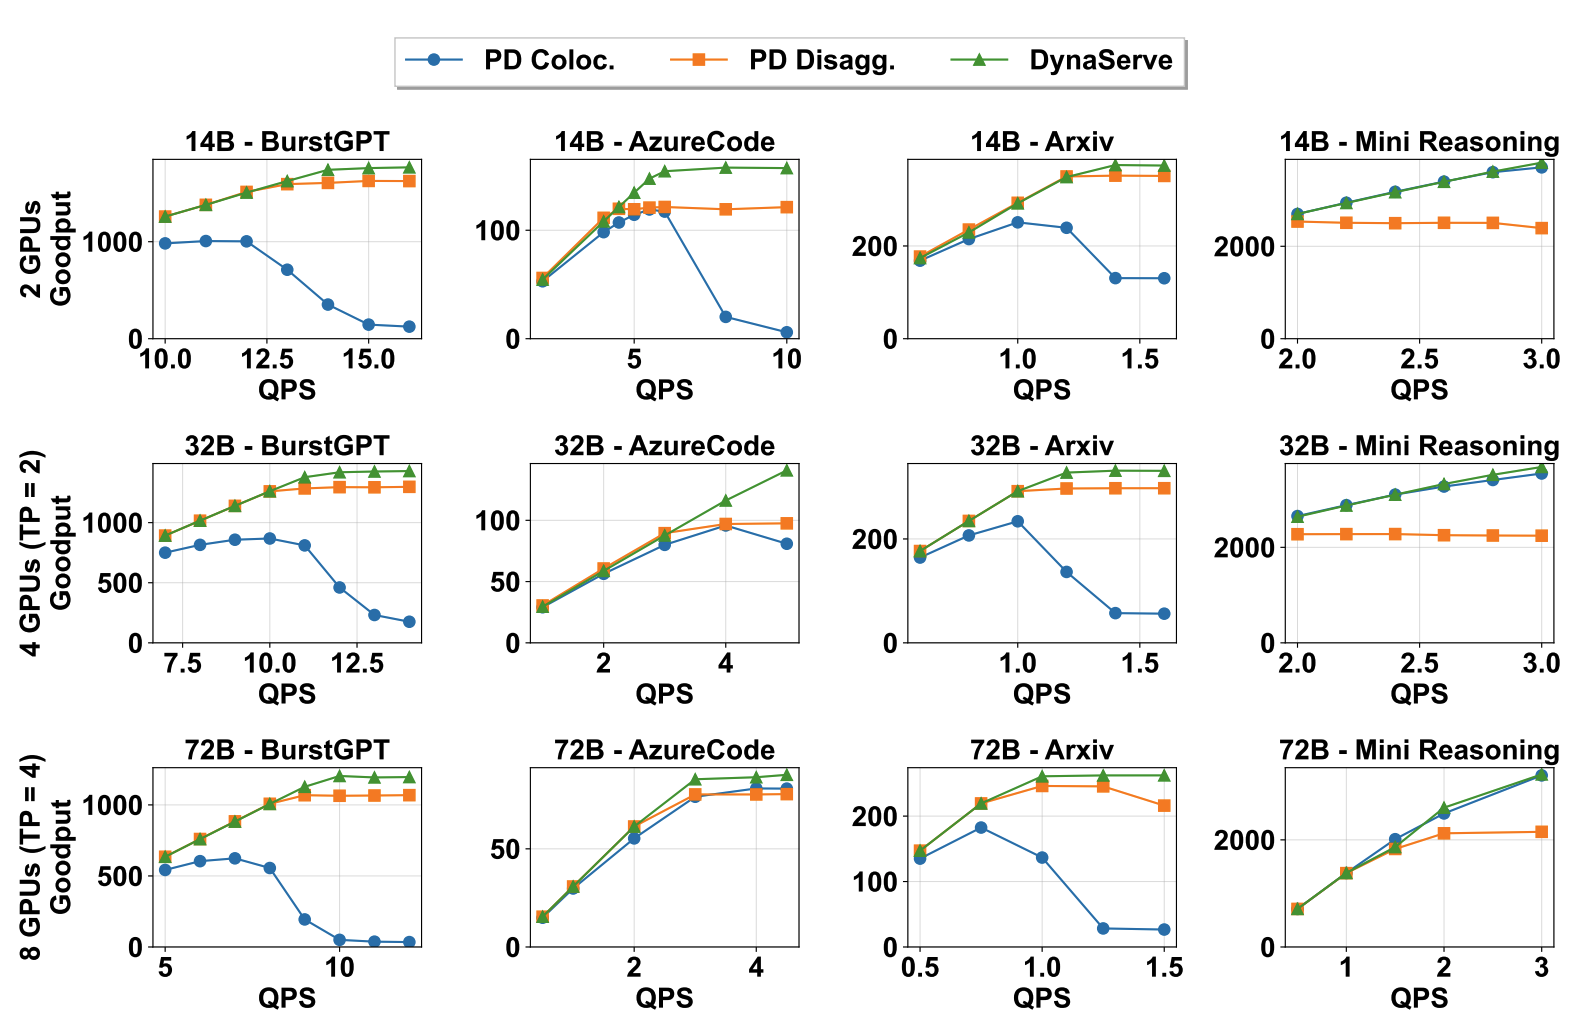 PD Coloc. PD Disagg. DynaServe
14B - BurstGPT 14B - AzureCode 14B - Arxiv 14B - Mini Reasoning
2 GPUs
Goodput
1000
0
10.0 12.5 15.0
QPS
100
0
5 10
QPS
200
0
1.0 1.5
QPS
2000
0
2.0 2.5 3.0
QPS
32B - BurstGPT 32B - AzureCode 32B - Arxiv 32B - Mini Reasoning
4 GPUs (TP = 2)
Goodput
1000
500
0
7.5 10.0 12.5
QPS
100
50
0
2 4
QPS
200
0
1.0 1.5
QPS
2000
0
2.0 2.5 3.0
QPS
72B - BurstGPT 72B - AzureCode 72B - Arxiv 72B - Mini Reasoning
8 GPUs (TP = 4)
Goodput
1000
500
0
5 10
QPS
50
0
2 4
QPS
200
100
0
0.5 1.0 1.5
QPS
2000
0
1 2 3
QPS